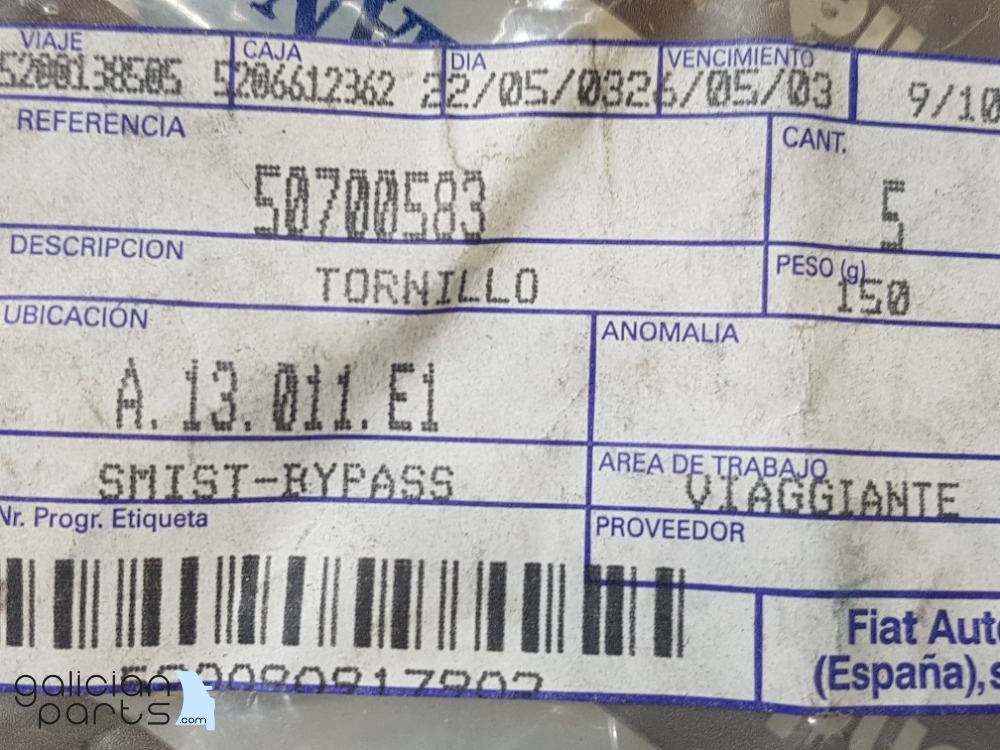 VIAJE CAJA DIA VENCIMIENTO
5200138505 5206612362 22/05/03 26/05/03 9/10
REFERENCIA CANT.
50700583 5
DESCRIPCION PESO (g)
TORNILLO 150
UBICACIÓN ANOMALIA
A.13.011.E1
SMIST-BYPASS AREA DE TRABAJO
VIAGGIANTE
Nr. Progr. Etiqueta PROVEEDOR
Fiat Auto
(España), s
galician
parts.com